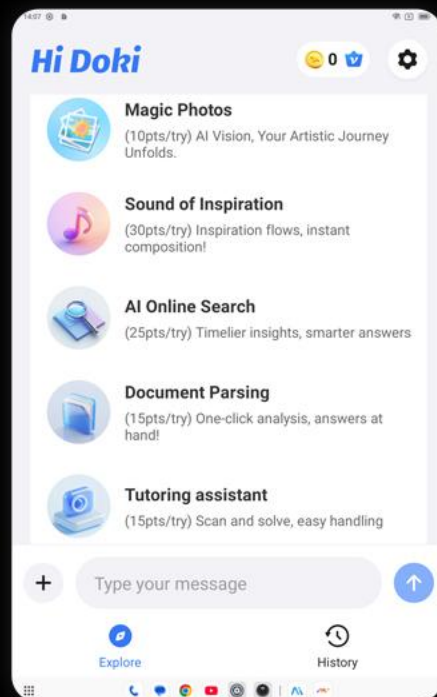 14:07
Hi Doki
0
Magic Photos
(10pts/try) AI Vision, Your Artistic Journey
Unfolds.
Sound of Inspiration
(30pts/try) Inspiration flows, instant
composition!
AI Online Search
(25pts/try) Timelier insights, smarter answers
Document Parsing
(15pts/try) One-click analysis, answers at
hand!
Tutoring assistant
(15pts/try) Scan and solve, easy handling
Type your message
Explore
History